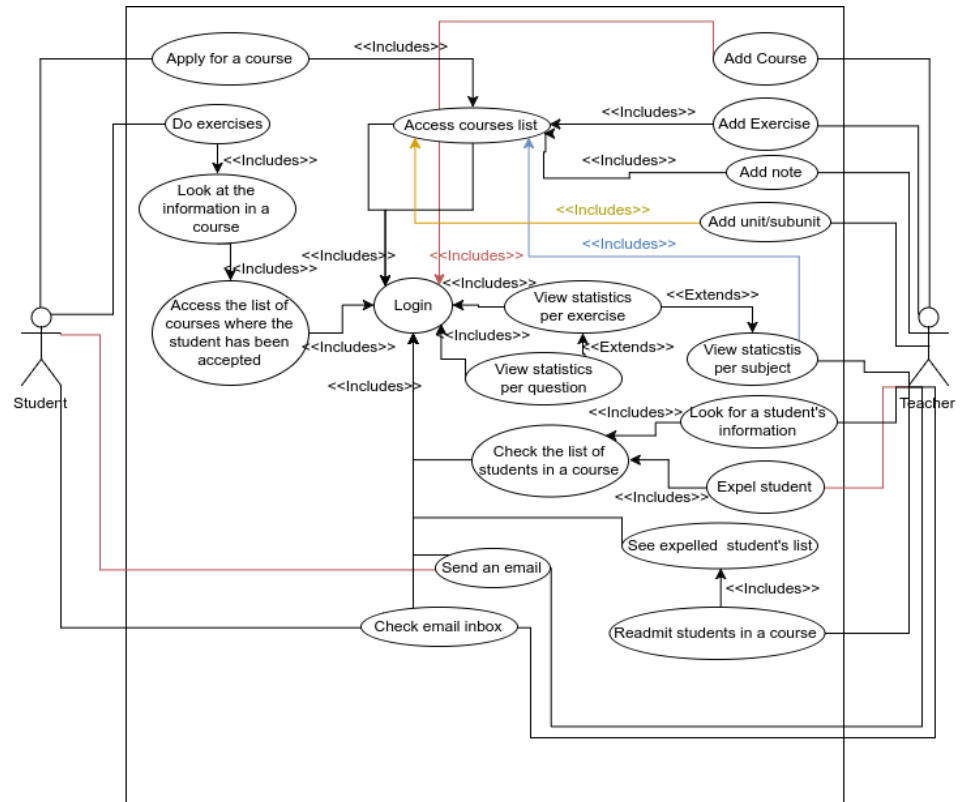 <<Includes>>
Apply for a course
Add Course
Do exercises
Access courses list
<<Includes>>
Add Exercise
<<Includes>>
<<Includes>>
Add note
Look at the
information in a
course
<<Includes>>
Add unit/subunit
<<Includes>>
<<Includes>>
<<Includes>>
<<Includes>>
<<Includes>>
Access the list of
courses where the
student has been
accepted
Login
View statistics
per exercise
<<Extends>>
<<Includes>>
<<Includes>>
<<Extends>>
View staticstis
per subject
View statistics
per question
<<Includes>>
Student
Teacher
<<Includes>>
Look for a student's
information
Check the list of
students in a course
Expel student
<<Includes>>
See expelled student's list
Send an email
<<Includes>>
Check email inbox
Readmit students in a course